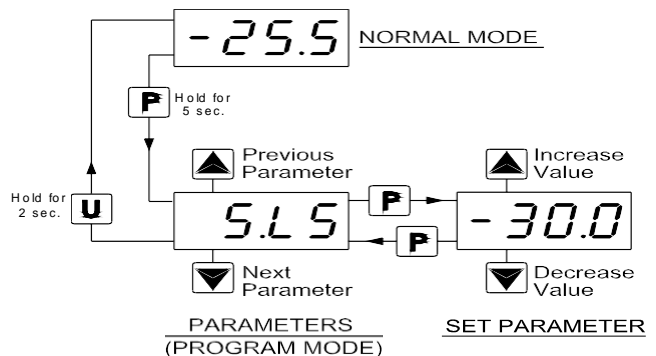 -25.5
NORMAL MODE
P
Hold for
5 sec.
Previous
Parameter
Increase
Value
Hold for
2 sec.
U
S.LS
P
P
-30.0
Next
Parameter
Decrease
Value
PARAMETERS
(PROGRAM MODE)
SET PARAMETER